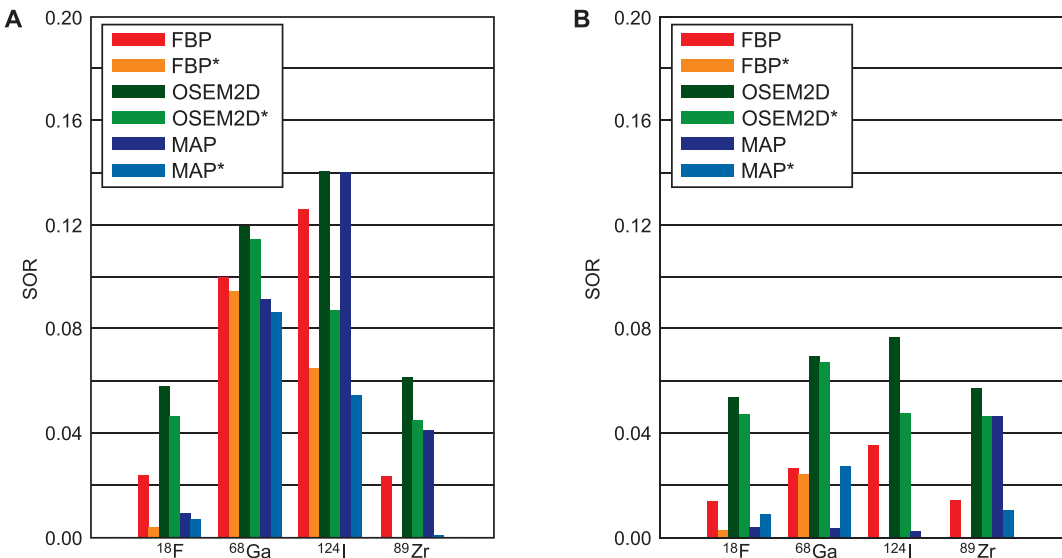 A
0.20
0.16
0.12
0.08
0.04
0.00
SOR
FBP
FBP*
OSEM2D
OSEM2D*
MAP
MAP*
¹⁸F
⁶⁸Ga
¹²⁴I
⁸⁹Zr
B
0.20
0.16
0.12
0.08
0.04
0.00
SOR
FBP
FBP*
OSEM2D
OSEM2D*
MAP
MAP*
¹⁸F
⁶⁸Ga
¹²⁴I
⁸⁹Zr